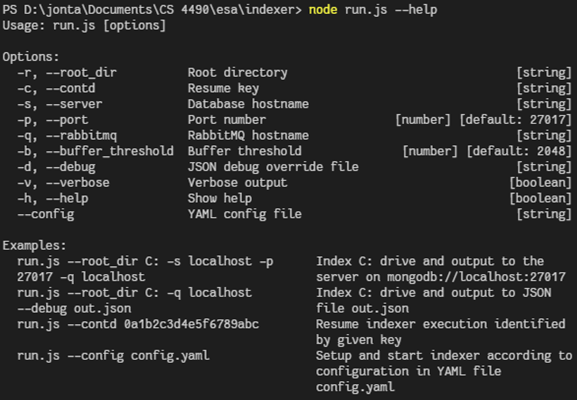 PS D:\jonta\Documents\CS 4490\esa\indexer> node run.js --help
Usage: run.js [options]

Options:
  -r, --root_dir          Root directory                                [string]
  -c, --contd             Resume key                                    [string]
  -s, --server            Database hostname                             [string]
  -p, --port              Port number                  [number] [default: 27017]
  -q, --rabbitmq          RabbitMQ hostname                             [string]
  -b, --buffer_threshold  Buffer threshold              [number] [default: 2048]
  -d, --debug             JSON debug override file                      [string]
  -v, --verbose           Verbose output                               [boolean]
  -h, --help              Show help                                    [boolean]
  --config                YAML config file                              [string]

Examples:
  run.js --root_dir C: -s localhost -p      Index C: drive and output to the
  27017 -q localhost                        server on mongodb://localhost:27017
  run.js --root_dir C: -q localhost         Index C: drive and output to JSON
  --debug out.json                          file out.json
  run.js --contd 0a1b2c3d4e5f6789abc        Resume indexer execution identified
                                            by given key
  run.js --config config.yaml               Setup and start indexer according to
                                            configuration in YAML file
                                            config.yaml